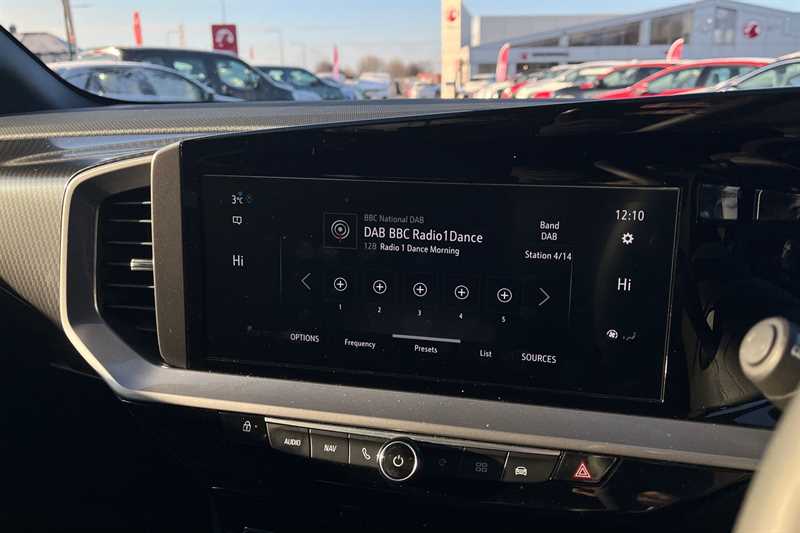 3°C
12:10
BBC National DAB
DAB BBC Radio1Dance
12B Radio 1 Dance Morning
Band
DAB
Station 4/14
Hi
Hi
1
2
3
4
5
OPTIONS
Frequency
Presets
List
SOURCES
AUDIO
NAV